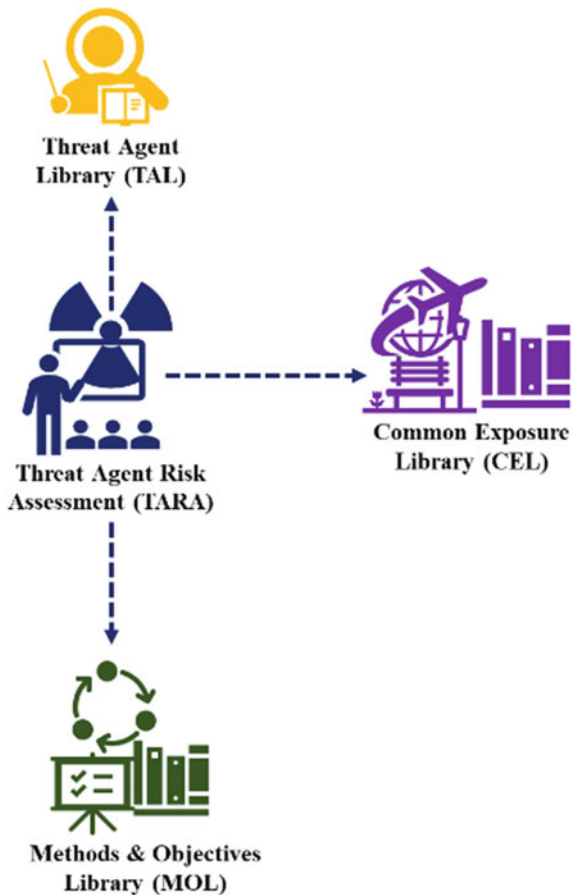 Threat Agent
Library (TAL)
Threat Agent Risk
Assessment (TARA)
Common Exposure
Library (CEL)
Methods & Objectives
Library (MOL)